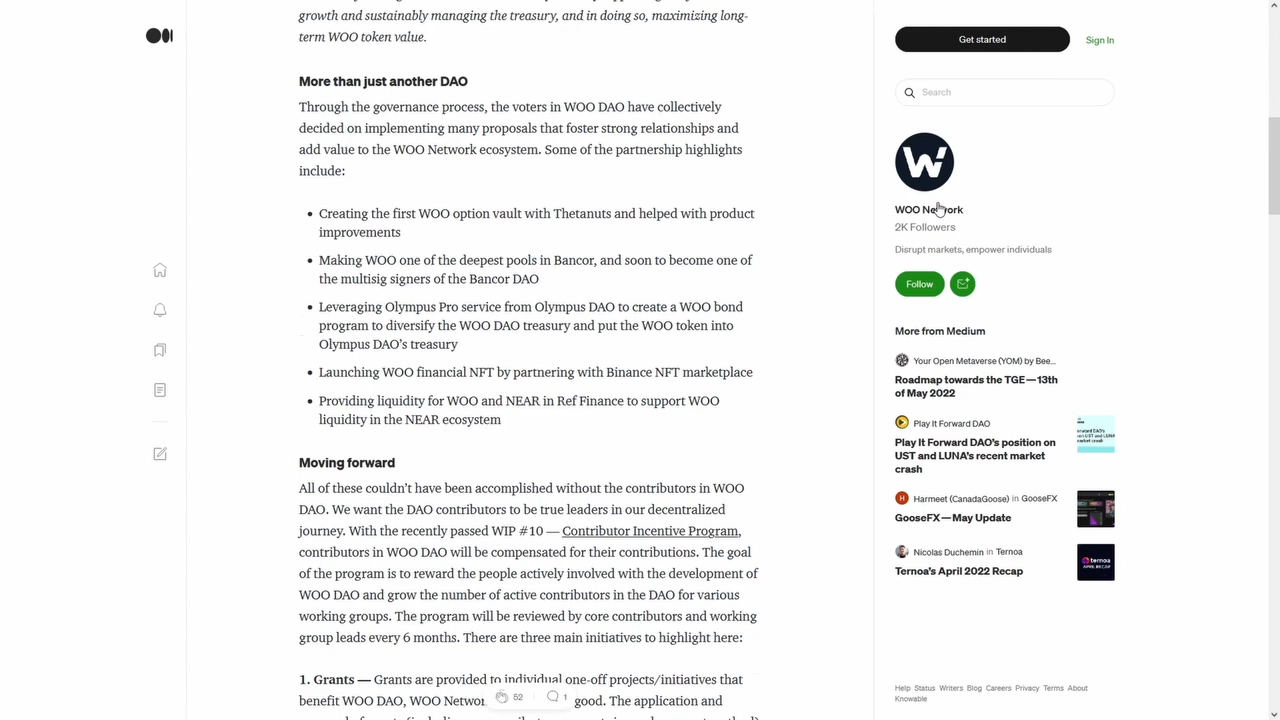 growth and sustainably managing the treasury, and in doing so, maximizing long-
term WOO token value.
More than just another DAO
Through the governance process, the voters in WOO DAO have collectively
decided on implementing many proposals that foster strong relationships and
add value to the WOO Network ecosystem. Some of the partnership highlights
include:
• Creating the first WOO option vault with Thetanuts and helped with product
improvements
• Making WOO one of the deepest pools in Bancor, and soon to become one of
the multisig signers of the Bancor DAO
• Leveraging Olympus Pro service from Olympus DAO to create a WOO bond
program to diversify the WOO DAO treasury and put the WOO token into
Olympus DAO's treasury
• Launching WOO financial NFT by partnering with Binance NFT marketplace
• Providing liquidity for WOO and NEAR in Ref Finance to support WOO
liquidity in the NEAR ecosystem
Moving forward
All of these couldn't have been accomplished without the contributors in WOO
DAO. We want the DAO contributors to be true leaders in our decentralized
journey. With the recently passed WIP #10 — Contributor Incentive Program,
contributors in WOO DAO will be compensated for their contributions. The goal
of the program is to reward the people actively involved with the development of
WOO DAO and grow the number of active contributors in the DAO for various
working groups. The program will be reviewed by core contributors and working
group leads every 6 months. There are three main initiatives to highlight here:
1. Grants — Grants are provided to individual one-off projects/initiatives that
benefit WOO DAO, WOO Networ good. The application and
52
1
Get started
Sign In
Search
W
WOO Network
2K Followers
Disrupt markets, empower individuals
Follow
More from Medium
Your Open Metaverse (YOM) by Bee...
Roadmap towards the TGE — 13th
of May 2022
Play It Forward DAO
Play It Forward DAO's position on
UST and LUNA's recent market
crash
H
Harmeet (CanadaGoose) in GooseFX
GooseFX — May Update
Nicolas Duchemin in Ternoa
Ternoa's April 2022 Recap
ternoa
APRIL RECAP
Help Status Writers Blog Careers Privacy Terms About
Knowable